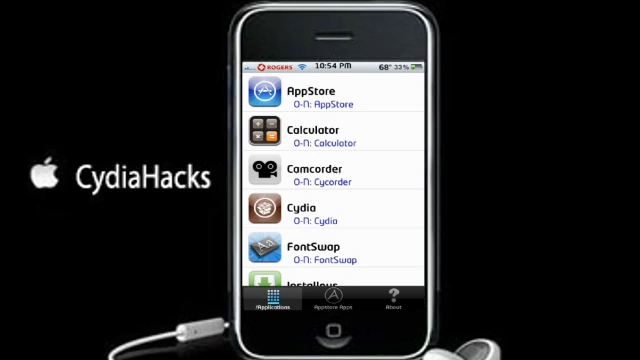 CydiaHacks
ROGERS 10:54 PM 68° 33%
AppStore
O-N: AppStore
Calculator
O-N: Calculator
Camcorder
O-N: Cycorder
Cydia
O-N: Cydia
FontSwap
O-N: FontSwap
Installous
/Applications Appstore Apps About